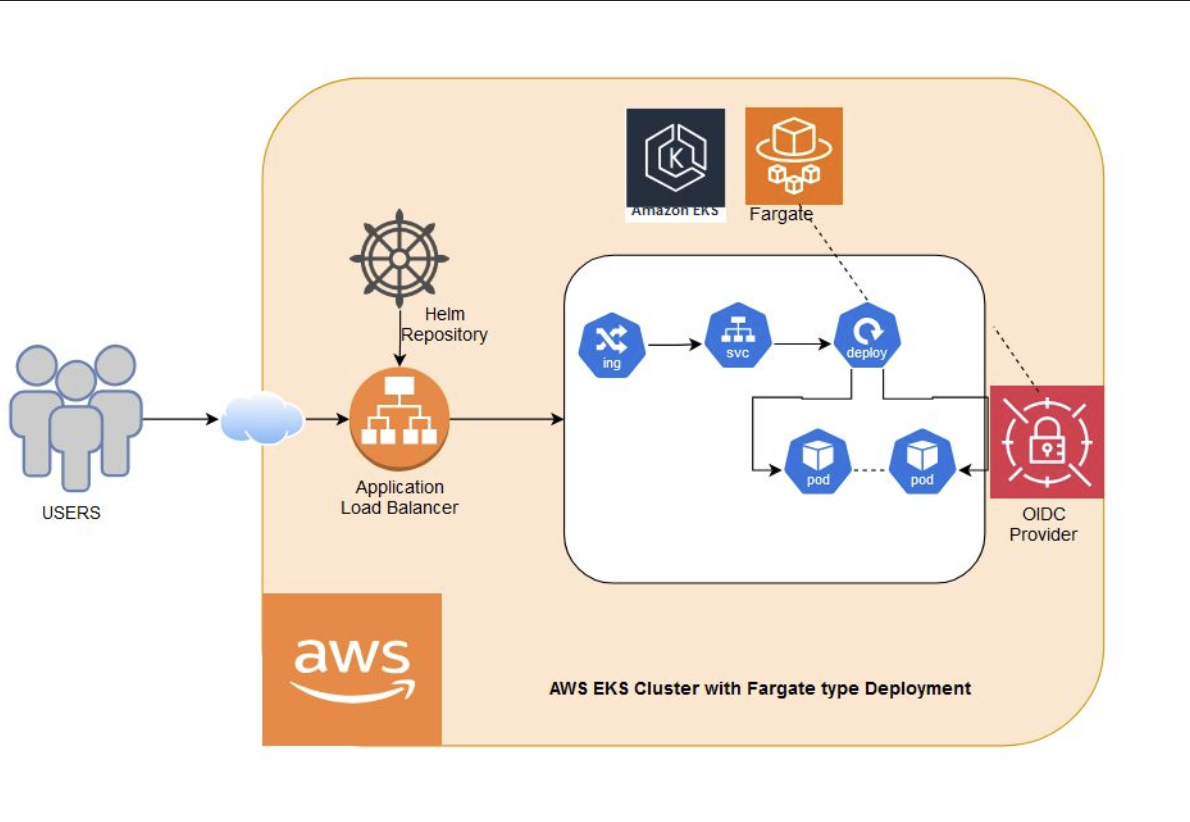 Amazon EKS
Fargate
Helm
Repository
ing
svc
deploy
pod
pod
USERS
Application
Load Balancer
OIDC
Provider
aws
AWS EKS Cluster with Fargate type Deployment
K